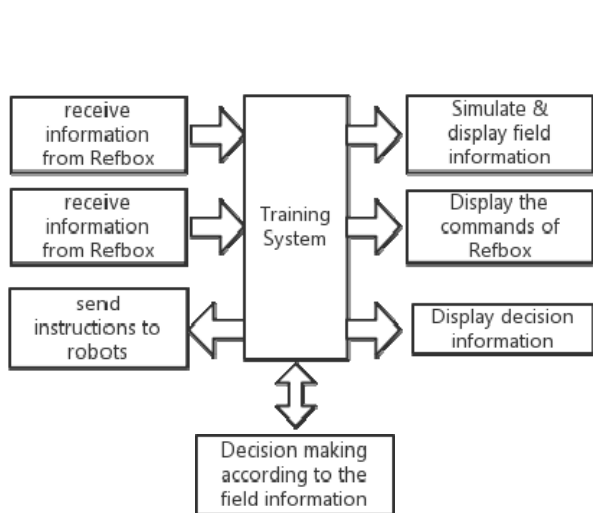 receive
information
from Refbox
receive
information
from Refbox
send
instructions to
robots
Training
System
Simulate &
display field
information
Display the
commands of
Refbox
Display decision
information
Decision making
according to the
field information